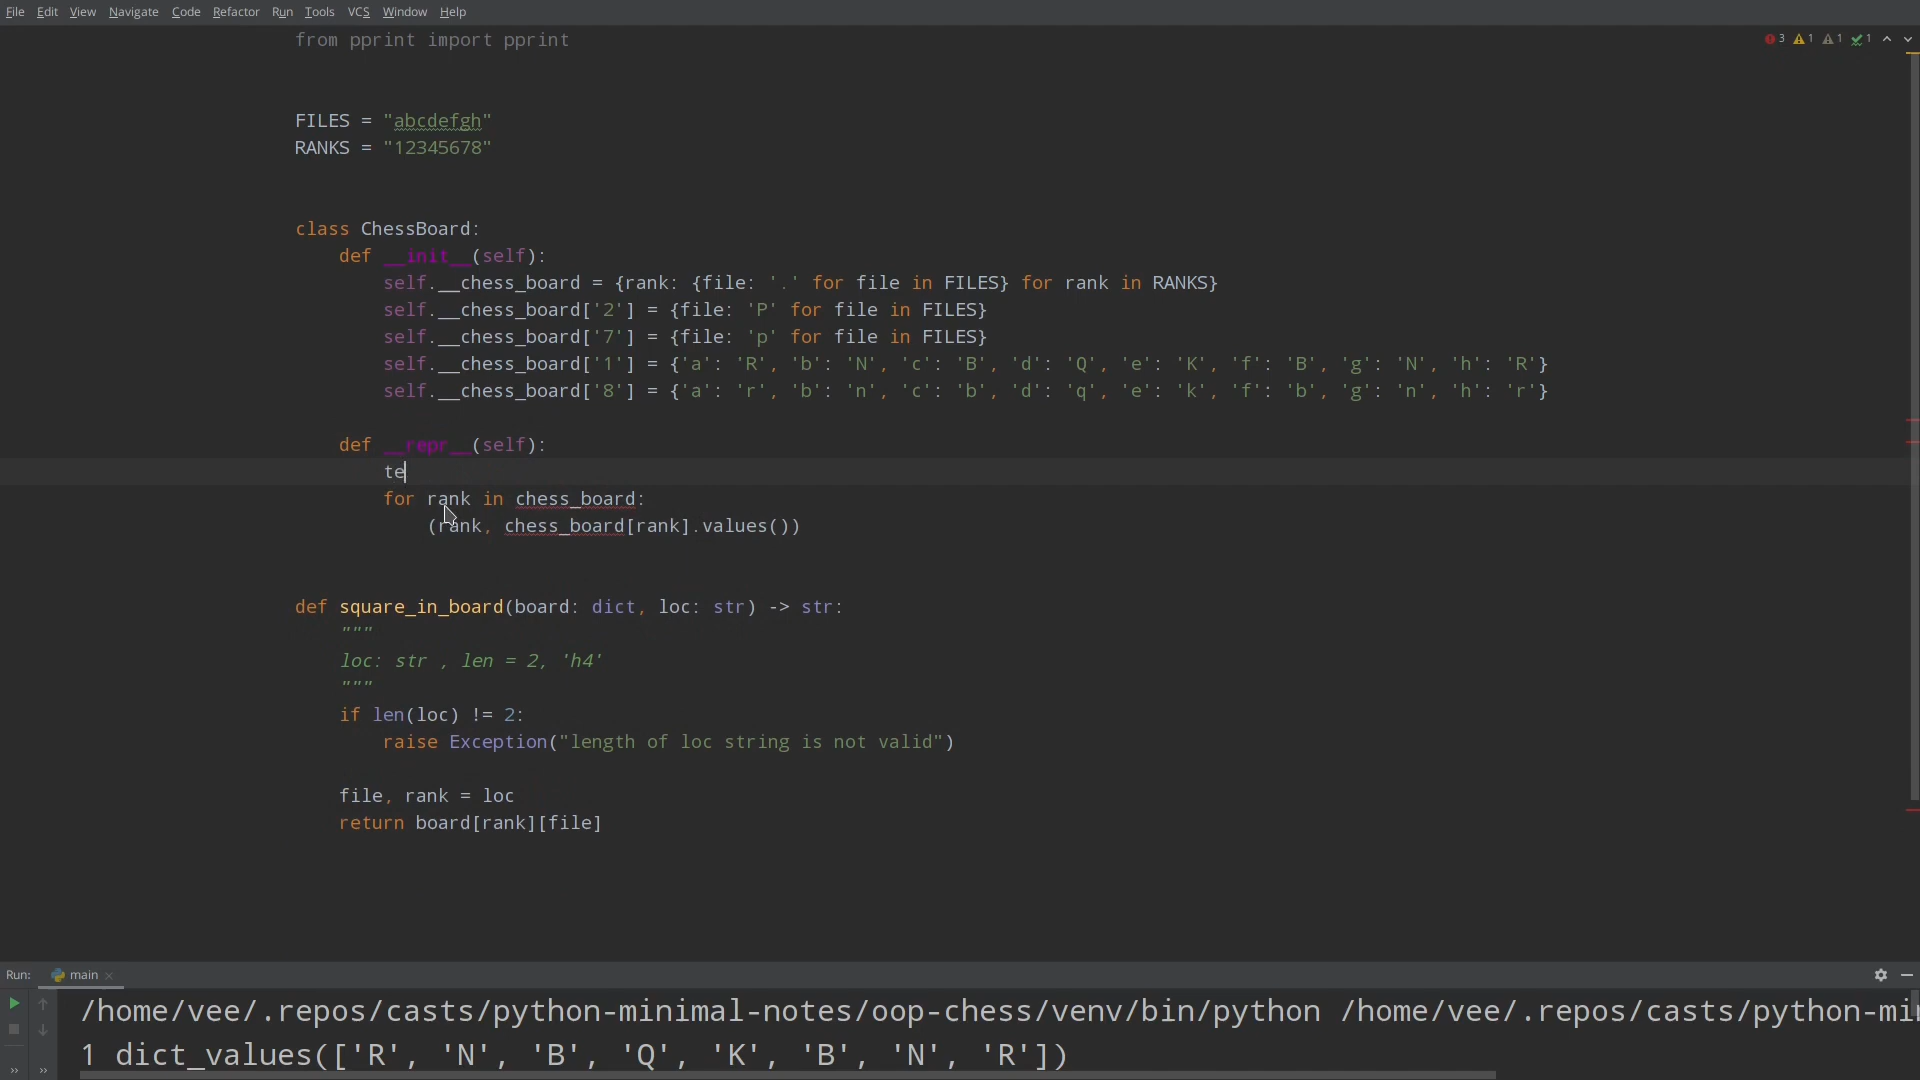 File Edit View Navigate Code Refactor Run Tools VCS Window Help
from pprint import pprint
3 1 1 1
FILES = "abcdefgh"
RANKS = "12345678"
class ChessBoard:
def __init__(self):
self.__chess_board = {rank: {file: '.' for file in FILES} for rank in RANKS}
self.__chess_board['2'] = {file: 'P' for file in FILES}
self.__chess_board['7'] = {file: 'p' for file in FILES}
self.__chess_board['1'] = {'a': 'R', 'b': 'N', 'c': 'B', 'd': 'Q', 'e': 'K', 'f': 'B', 'g': 'N', 'h': 'R'}
self.__chess_board['8'] = {'a': 'r', 'b': 'n', 'c': 'b', 'd': 'q', 'e': 'k', 'f': 'b', 'g': 'n', 'h': 'r'}
def __repr__(self):
te
for rank in chess_board:
(rank, chess_board[rank].values())
def square_in_board(board: dict, loc: str) -> str:
"""
loc: str , len = 2, 'h4'
"""
if len(loc) != 2:
raise Exception("length of loc string is not valid")
file, rank = loc
return board[rank][file]
Run: main
/home/vee/.repos/casts/python-minimal-notes/oop-chess/venv/bin/python /home/vee/.repos/casts/python-mi
1 dict_values(['R', 'N', 'B', 'Q', 'K', 'B', 'N', 'R'])